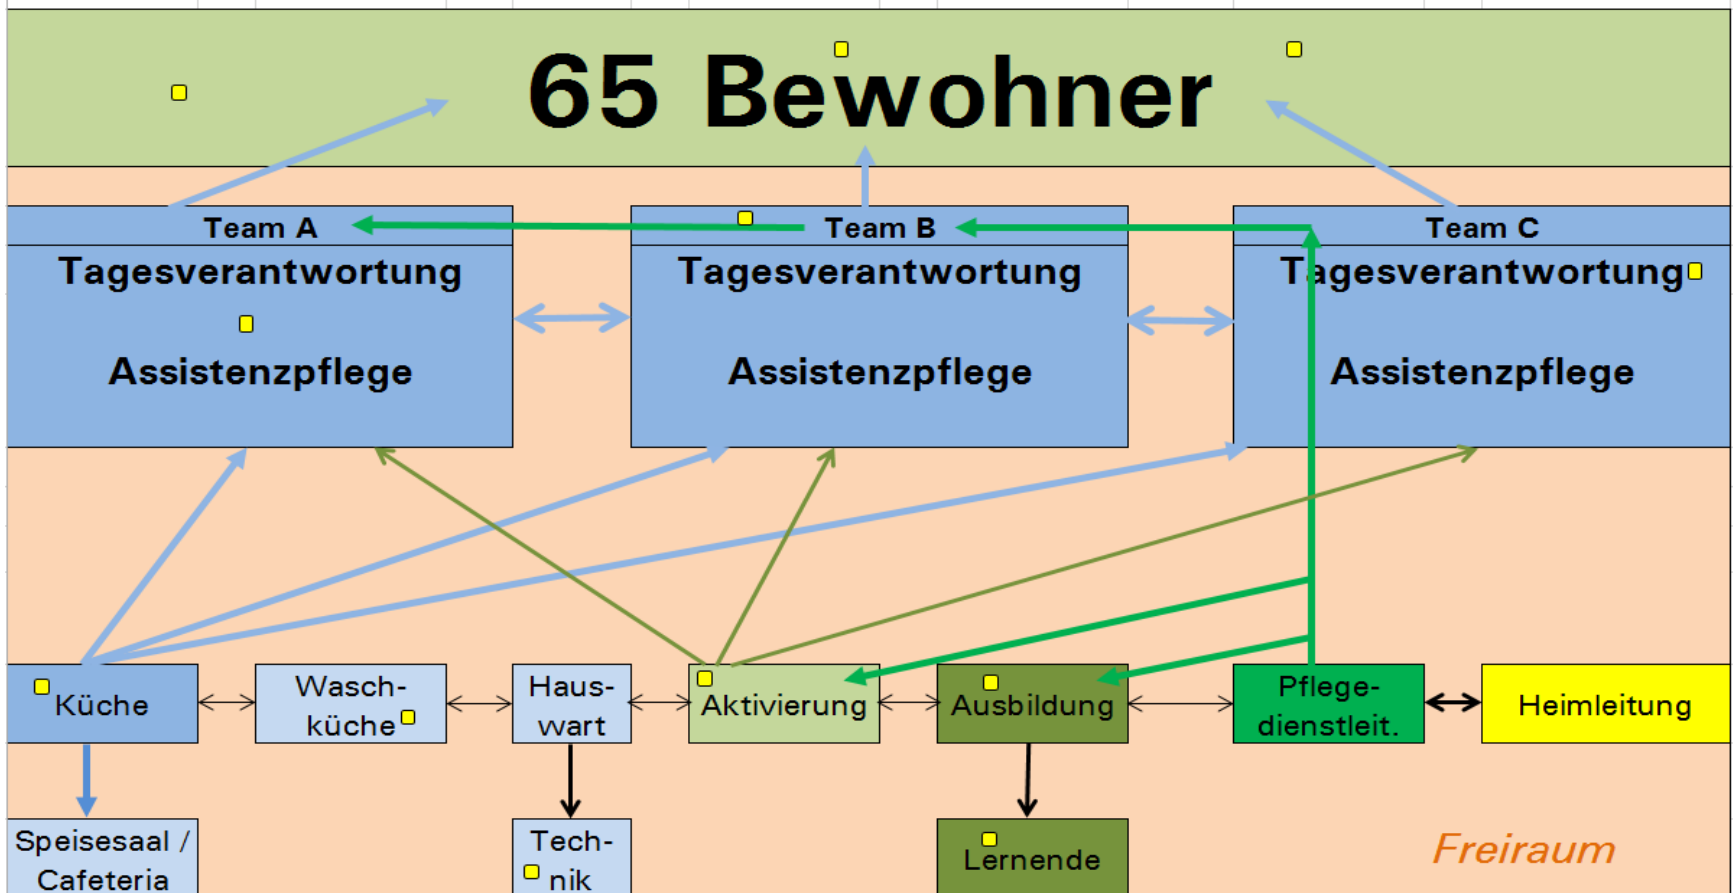 65 Bewohner
Team A
Team B
Team C
Tagesverantwortung
Tagesverantwortung
Tagesverantwortung
Assistenzpflege
Assistenzpflege
Assistenzpflege
Küche
Wasch-
küche
Haus-
wart
Aktivierung
Ausbildung
Pflege-
dienstleit.
Heimleitung
Speisesaal /
Cafeteria
Tech-
nik
Lernende
Freiraum